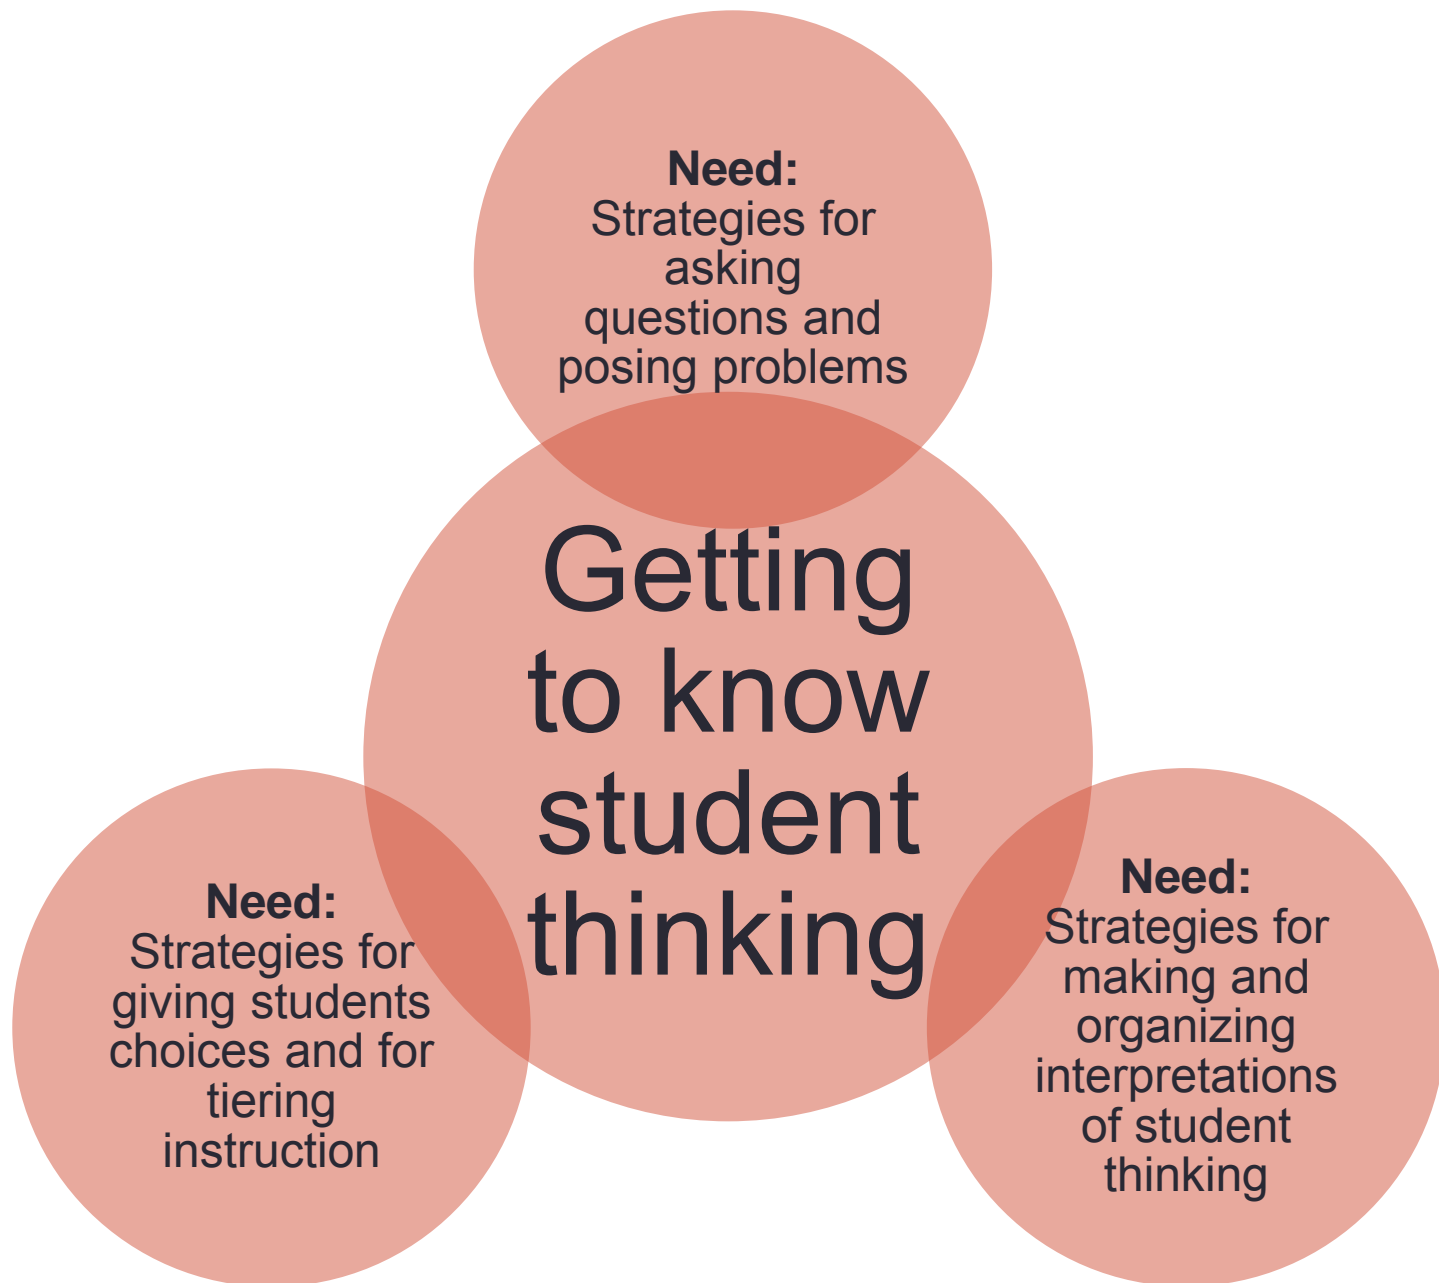 Need:
Strategies for
asking
questions and
posing problems
Getting
to know
student
thinking
Need:
Strategies for
giving students
choices and for
tiering
instruction
Need:
Strategies for
making and
organizing
interpretations
of student
thinking